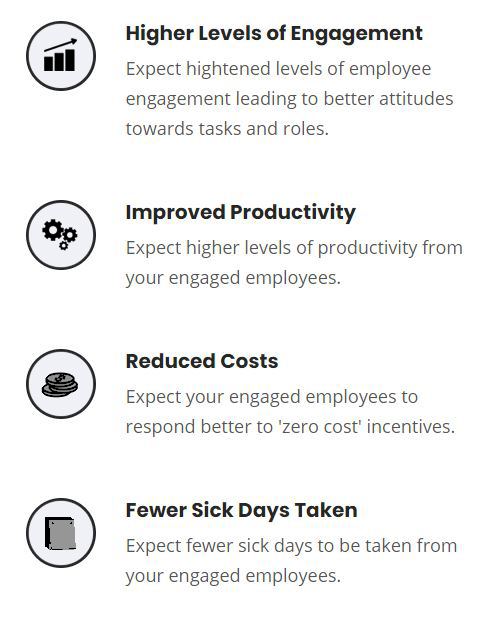 Higher Levels of Engagement
Expect hightened levels of employee
engagement leading to better attitudes
towards tasks and roles.
Improved Productivity
Expect higher levels of productivity from
your engaged employees.
Reduced Costs
Expect your engaged employees to
respond better to 'zero cost' incentives.
Fewer Sick Days Taken
Expect fewer sick days to be taken from
your engaged employees.